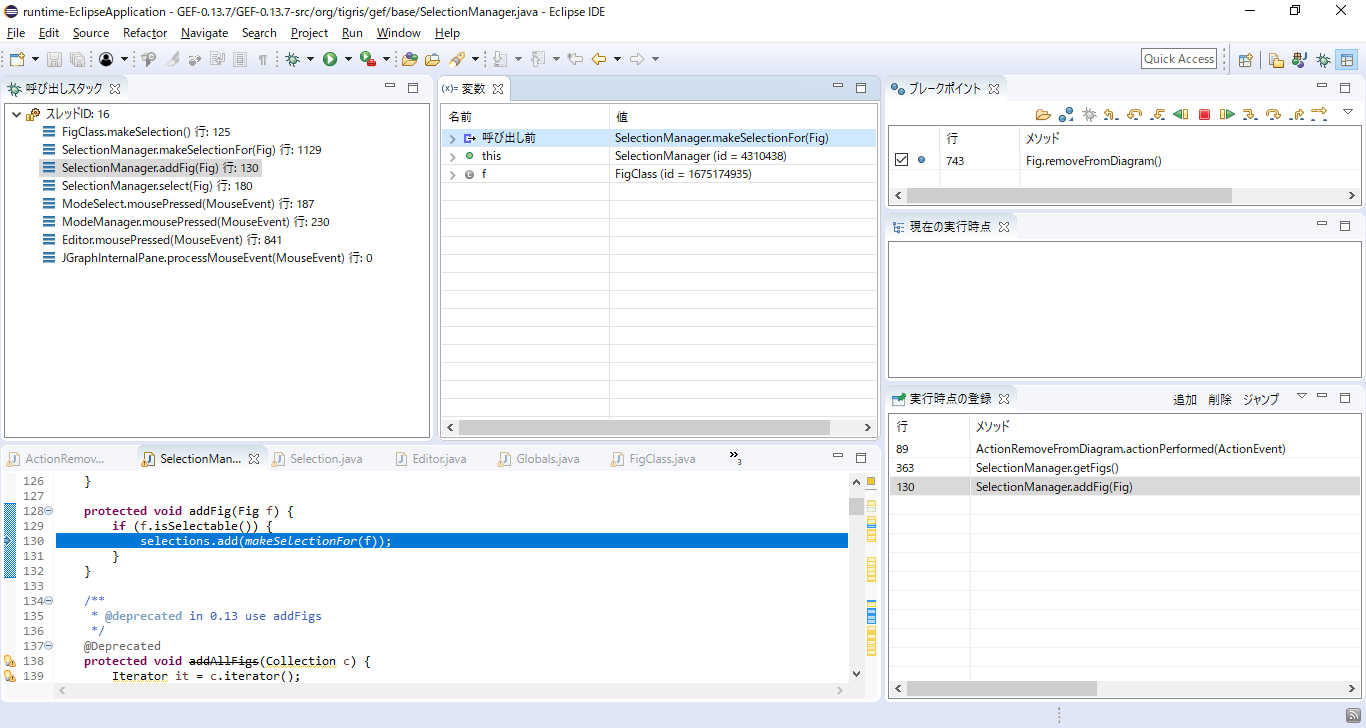 runtime-EclipseApplication - GEF-0.13.7/GEF-0.13.7-src/org/tigris/gef/base/SelectionManager.java - Eclipse IDE
File Edit Source Refactor Navigate Search Project Run Window Help
Quick Access
呼び出しスタック
スレッドID: 16
FigClass.makeSelection() 行: 125
SelectionManager.makeSelectionFor(Fig) 行: 1129
SelectionManager.addFig(Fig) 行: 130
SelectionManager.select(Fig) 行: 180
ModeSelect.mousePressed(MouseEvent) 行: 187
ModeManager.mousePressed(MouseEvent) 行: 230
Editor.mousePressed(MouseEvent) 行: 841
JGraphInternalPane.processMouseEvent(MouseEvent) 行: 0
(x)= 変数
名前 値
呼び出し前 SelectionManager.makeSelectionFor(Fig)
this SelectionManager (id = 4310438)
f FigClass (id = 1675174935)
ブレークポイント
行 メソッド
743 Fig.removeFromDiagram()
現在の実行時点
実行時点の登録 追加 削除 ジャンプ
行 メソッド
89 ActionRemoveFromDiagram.actionPerformed(ActionEvent)
363 SelectionManager.getFigs()
130 SelectionManager.addFig(Fig)
ActionRemov... SelectionMan... Selection.java Editor.java Globals.java FigClass.java »3
126 }
127
128 protected void addFig(Fig f) {
129 if (f.isSelectable()) {
130 selections.add(makeSelectionFor(f));
131 }
132 }
133
134 /**
135 * @deprecated in 0.13 use addFigs
136 */
137 @Deprecated
138 protected void addAllFigs(Collection c) {
139 Iterator it = c.iterator();